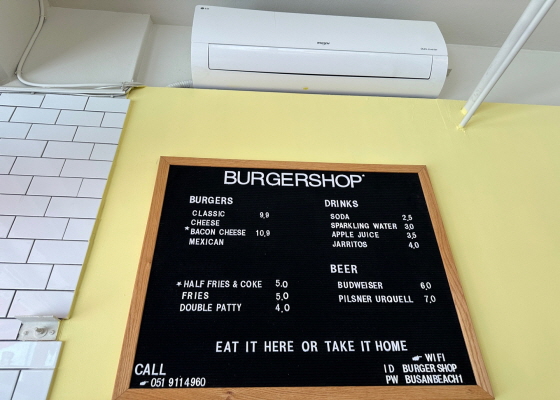 BURGERSHOP
BURGERS
CLASSIC 9,9
CHEESE
*BACON CHEESE 10,9
MEXICAN
*HALF FRIES & COKE 5,0
FRIES 5,0
DOUBLE PATTY 4,0
DRINKS
SODA 2,5
SPARKLING WATER 3,0
APPLE JUICE 3,5
JARRITOS 4,0
BEER
BUDWEISER 6,0
PILSNER URQUELL 7,0
EAT IT HERE OR TAKE IT HOME
CALL
☛ 051 911 4960
☛ WIFI
ID BURGERSHOP
PW BUSANBEACH1